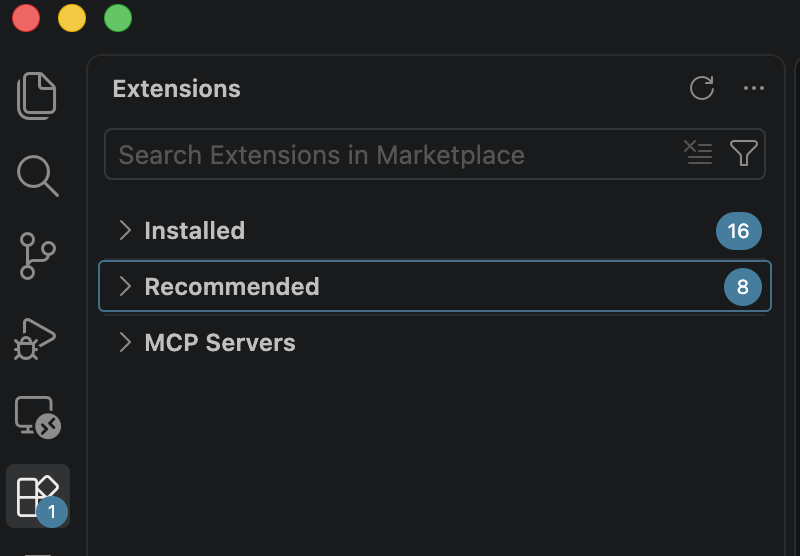 Extensions
Search Extensions in Marketplace
Installed 16
Recommended 8
MCP Servers
1